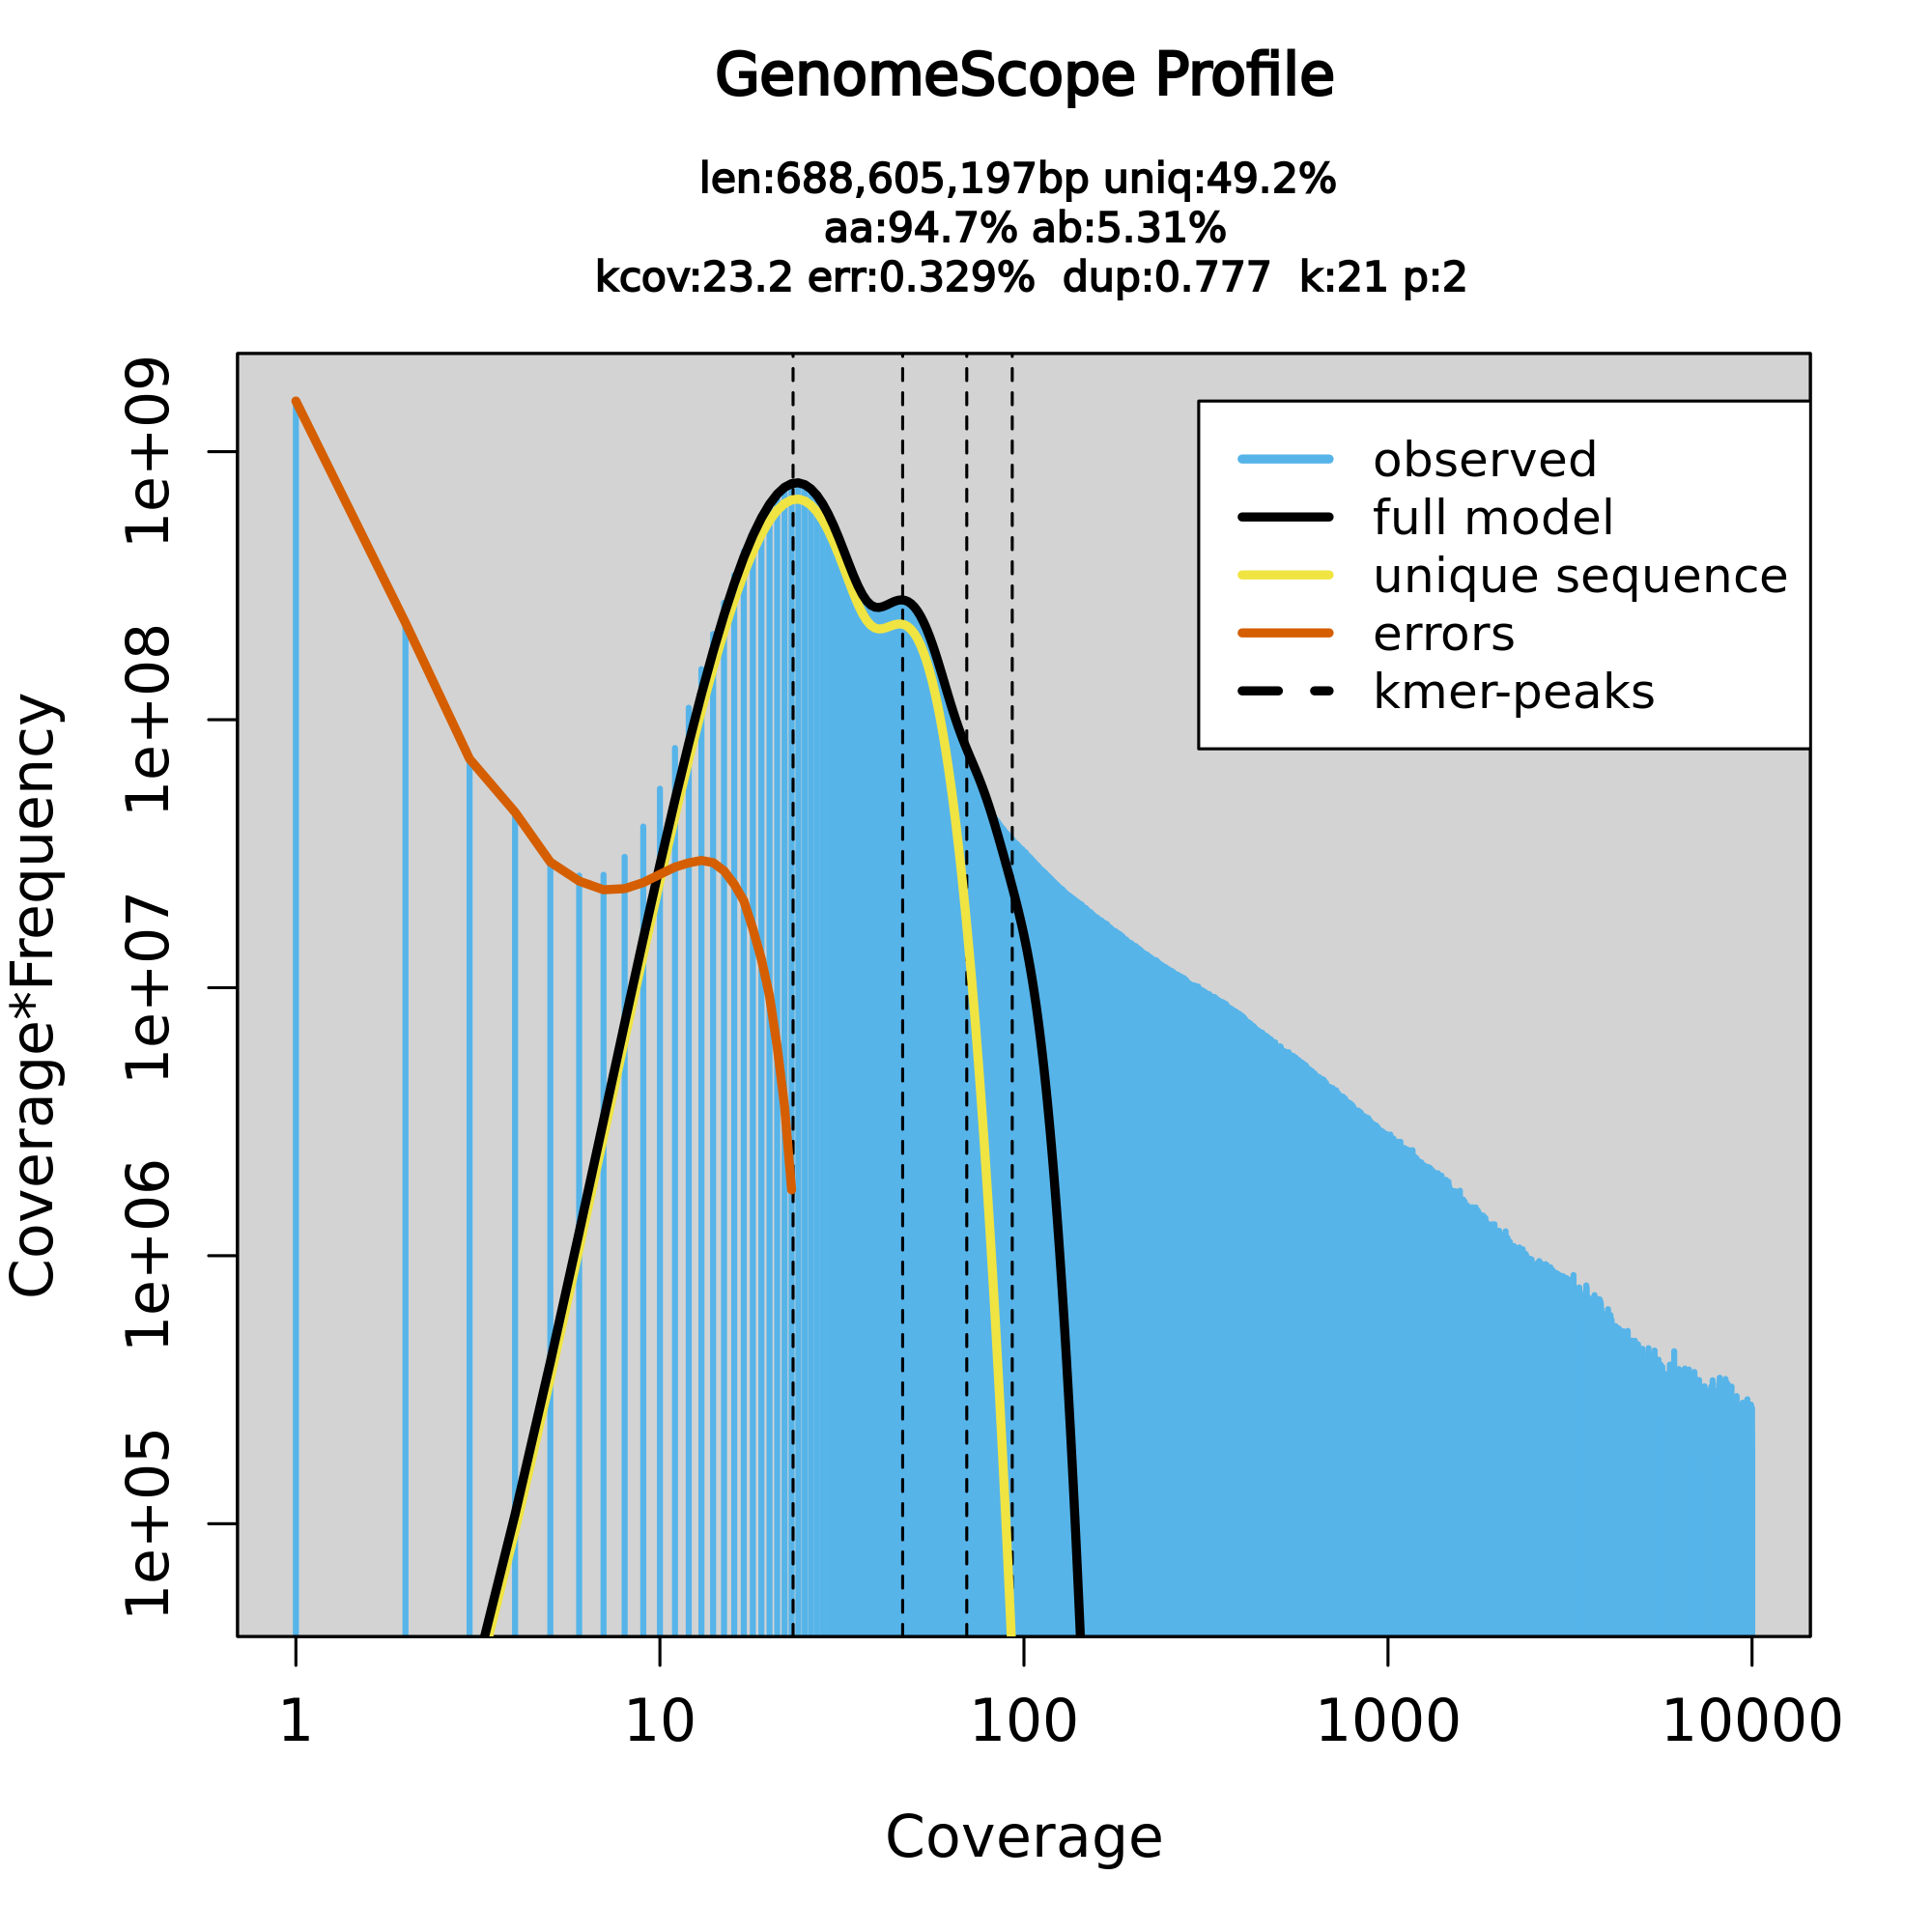 GenomeScope Profile
len:688,605,197bp uniq:49.2%
aa:94.7% ab:5.31%
kcov:23.2 err:0.329% dup:0.777 k:21 p:2
observed
full model
unique sequence
errors
kmer-peaks
Coverage*Frequency
1e+09
1e+08
1e+07
1e+06
1e+05
1 10 100 1000 10000
Coverage